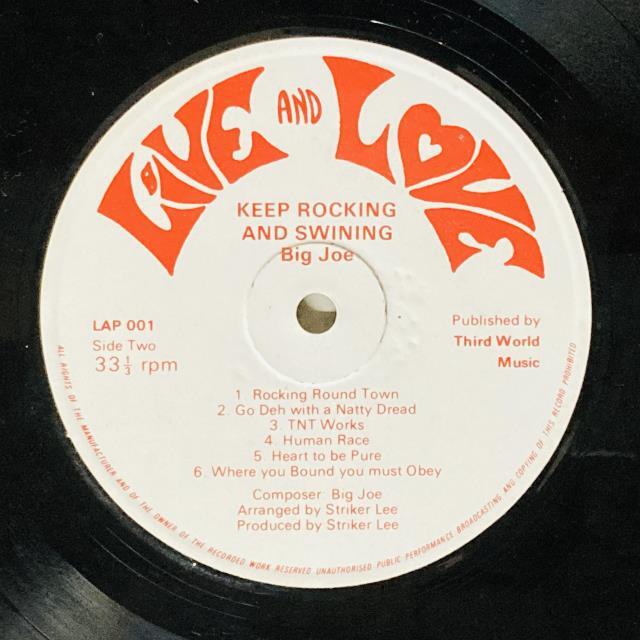 LIVE AND LOVE
KEEP ROCKING
AND SWINING
Big Joe
LAP 001
Side Two
33⅓ rpm
Published by
Third World
Music
1. Rocking Round Town
2. Go Deh with a Natty Dread
3. TNT Works
4. Human Race
5. Heart to be Pure
6. Where you Bound you must Obey
Composer: Big Joe
Arranged by Striker Lee
Produced by Striker Lee
ALL RIGHTS OF THE MANUFACTURER AND OF THE OWNER OF THE RECORDED WORK RESERVED UNAUTHORISED PUBLIC PERFORMANCE BROADCASTING AND COPYING OF THIS RECORD PROHIBITED